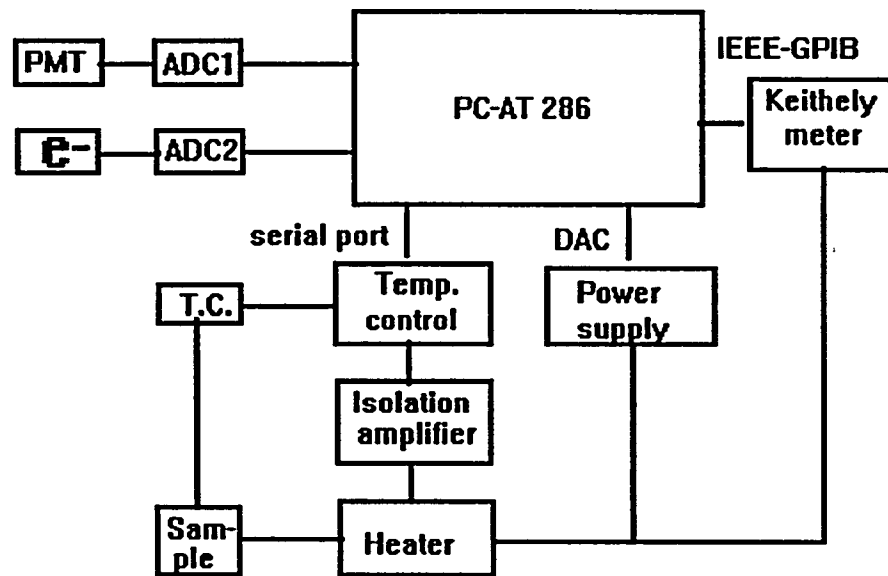 IEEE-GPIB
PMT
ADC1
PC-AT 286
Keithely
meter
e-
ADC2
serial port
DAC
T.C.
Temp.
control
Power
supply
Isolation
amplifier
Sam-
ple
Heater